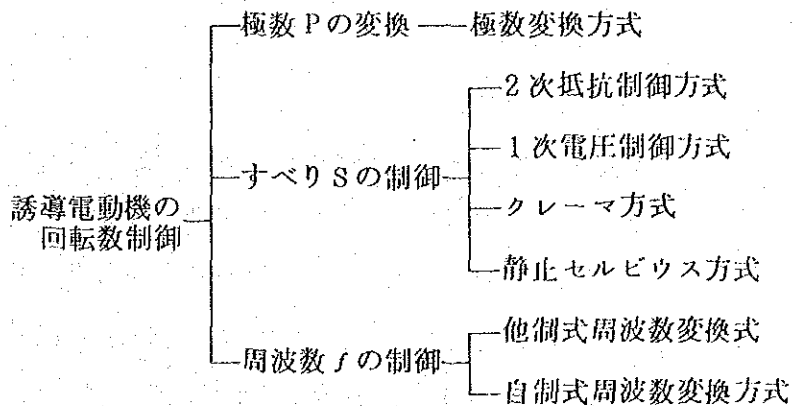 極数Pの変換
極数変換方式
2次抵抗制御方式
1次電圧制御方式
すべりSの制御
誘導電動機の
回転数制御
クレーマ方式
静止セルビウス方式
他制式周波数変換式
周波数fの制御
自制式周波数変換方式